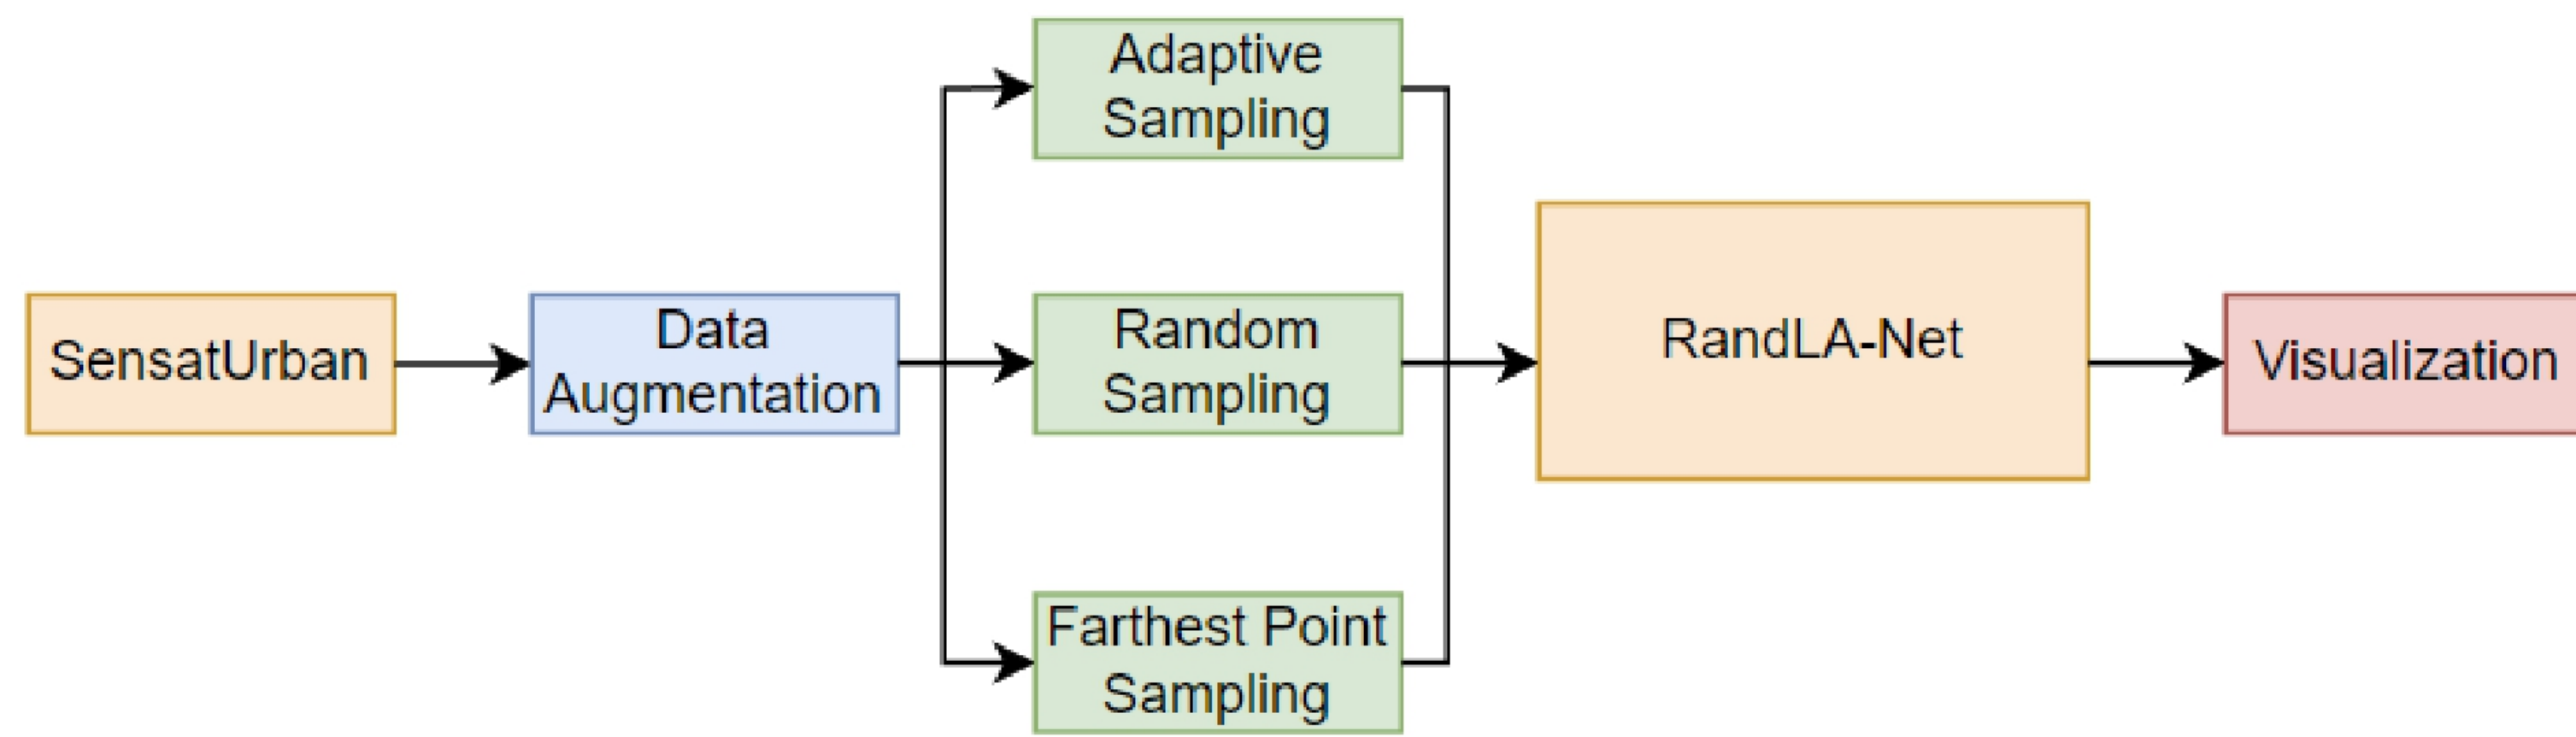 SensatUrban
Data
Augmentation
Adaptive
Sampling
Random
Sampling
Farthest Point
Sampling
RandLA-Net
Visualization